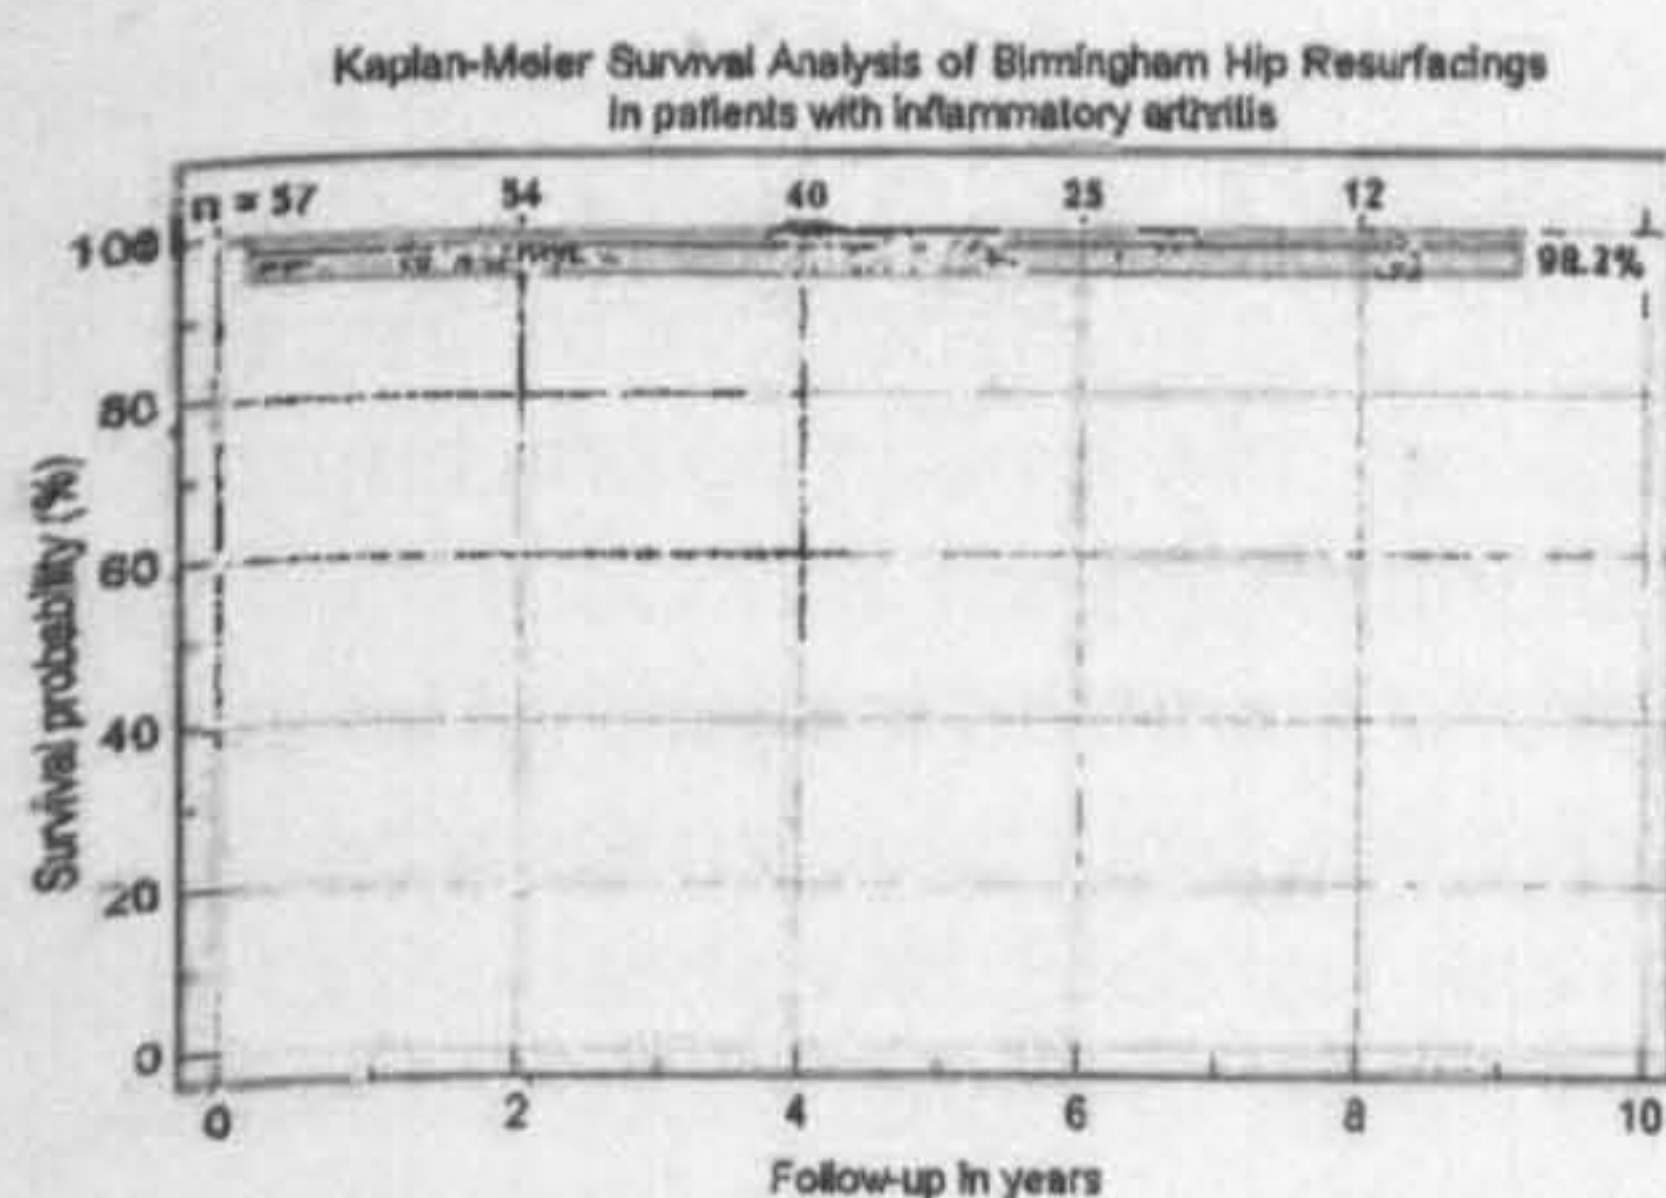 Kaplan-Meier Survival Analysis of Birmingham Hip Resurfacings
in patients with inflammatory arthritis
n = 57 54 40 25 12
100
98.2%
80
60
40
20
0
Survival probability (%)
0 2 4 6 8 10
Follow-up in years